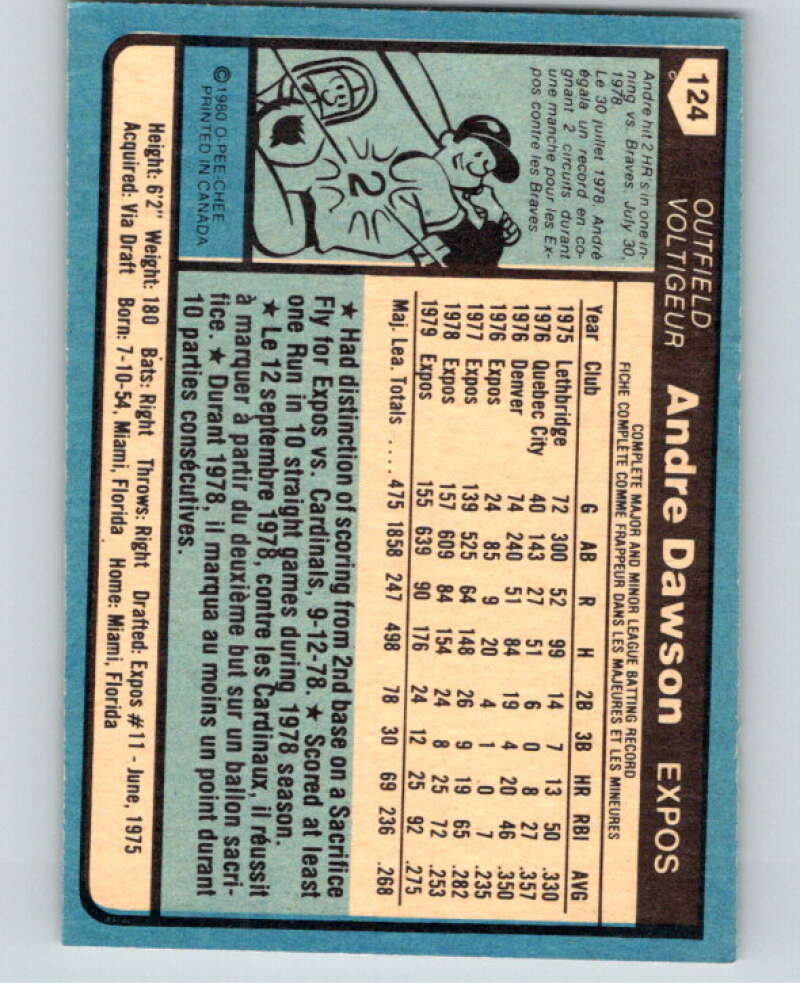 124
OUTFIELD
VOLTIGEUR
Andre Dawson EXPOS
Andre hit 2 HR's in one in-
ning vs. Braves. July 30,
1978.
Le 30 juillet 1978. André
égala un record en co-
gnant 2 circuits durant
une manche pour les Ex-
pos contre les Braves
2
© 1980 O-PEE-CHEE
PRINTED IN CANADA
COMPLETE MAJOR AND MINOR LEAGUE BATTING RECORD
FICHE COMPLÈTE COMME FRAPPEUR DANS LES MAJEURES ET LES MINEURES
Year Club G AB R H 2B 3B HR RBI AVG
1975 Lethbridge 72 300 52 99 14 7 13 50 .330
1976 Quebec City 40 143 27 51 6 0 8 27 .357
1976 Denver 74 240 51 84 19 4 20 46 .350
1976 Expos 24 85 9 20 4 1 0 7 .235
1977 Expos 139 525 64 148 26 9 19 65 .282
1978 Expos 157 609 84 154 24 8 25 72 .253
1979 Expos 155 639 90 176 24 12 25 92 .275
Maj. Lea. Totals .... 475 1858 247 498 78 30 69 236 .268
★ Had distinction of scoring from 2nd base on a Sacrifice
Fly for Expos vs. Cardinals, 9-12-78. ★ Scored at least
one Run in 10 straight games during 1978 season.
★ Le 12 septembre 1978, contre les Cardinaux, il réussit
à marquer à partir du deuxième but sur un ballon sacri-
fice. ★ Durant 1978, il marqua au moins un point durant
10 parties consécutives.
Height: 6'2" Weight: 180 Bats: Right Throws: Right Drafted: Expos #11 - June, 1975
Acquired: Via Draft Born: 7-10-54, Miami, Florida Home: Miami, Florida